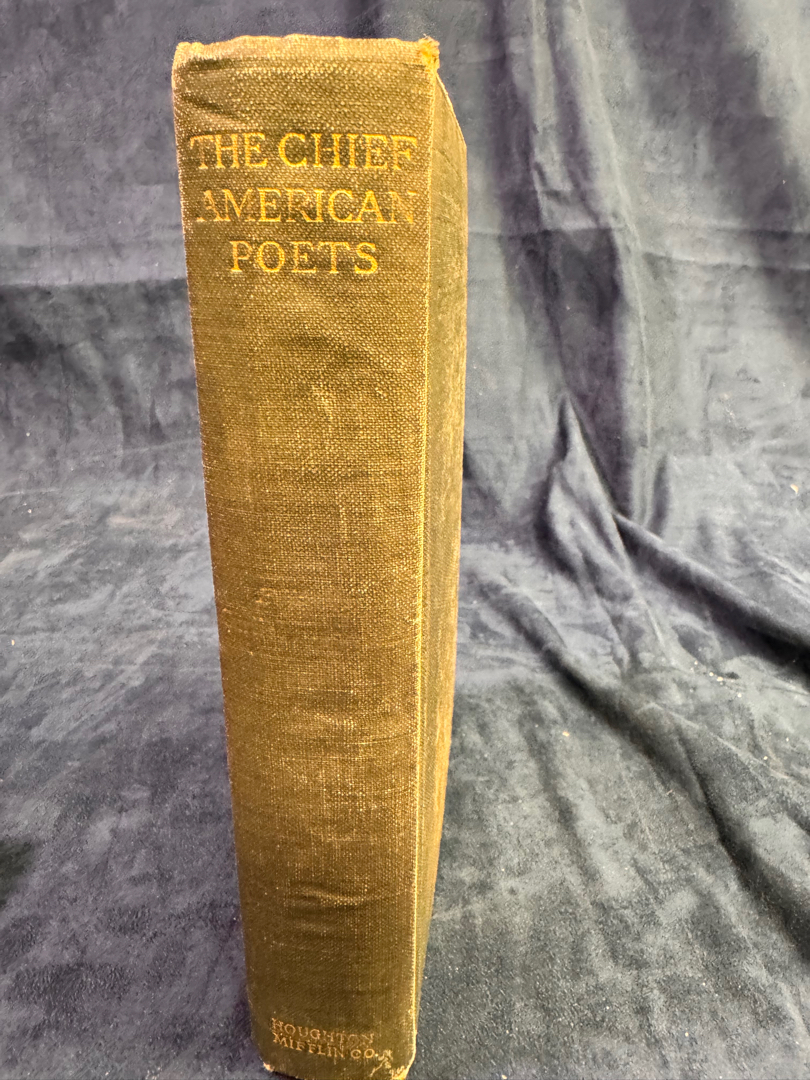 THE CHIEF
AMERICAN
POETS
HOUGHTON
MIFFLIN CO.